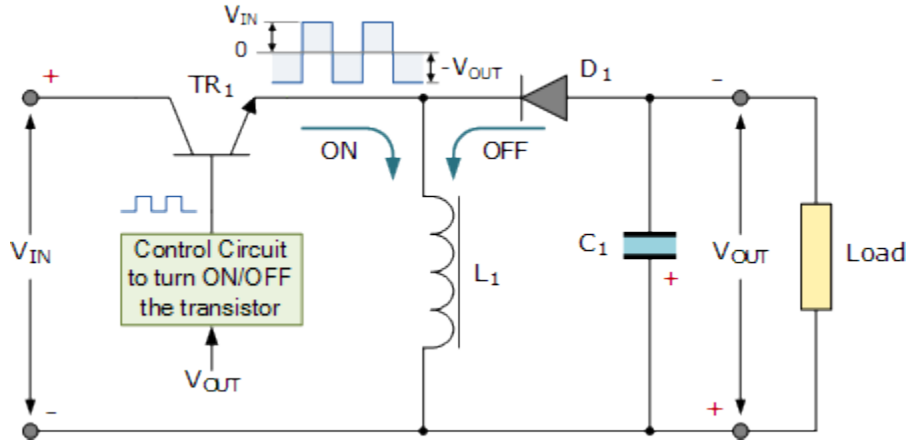 VIN
0
-VOUT
TR1
D1
+
-
ON
OFF
VIN
Control Circuit
to turn ON/OFF
the transistor
VOUT
L1
C1
+
VOUT
Load
-
+